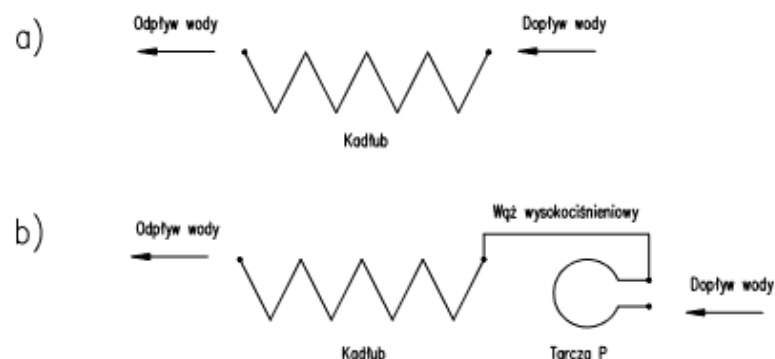 a)
Odpływ wody
Dopływ wody
Kadłub
b)
Odpływ wody
Wąż wysokociśnieniowy
Dopływ wody
Kadłub
Tarcza P